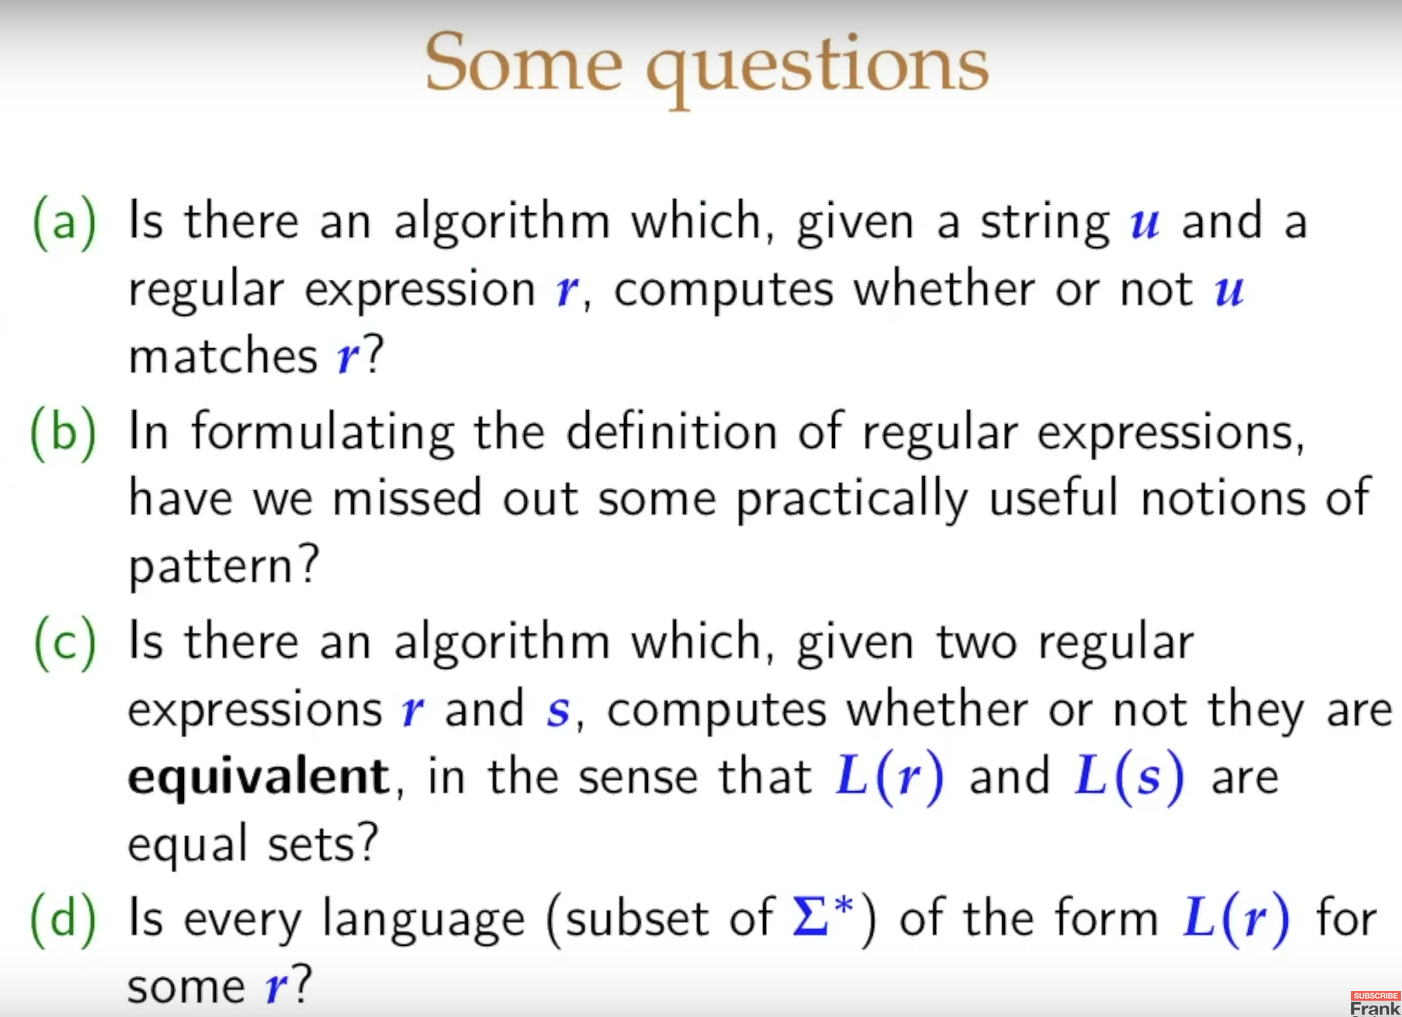 Some questions
(a) Is there an algorithm which, given a string u and a
regular expression r, computes whether or not u
matches r?
(b) In formulating the definition of regular expressions,
have we missed out some practically useful notions of
pattern?
(c) Is there an algorithm which, given two regular
expressions r and s, computes whether or not they are
equivalent, in the sense that L(r) and L(s) are
equal sets?
(d) Is every language (subset of Σ*) of the form L(r) for
some r?
SUBSCRIBE
Frank